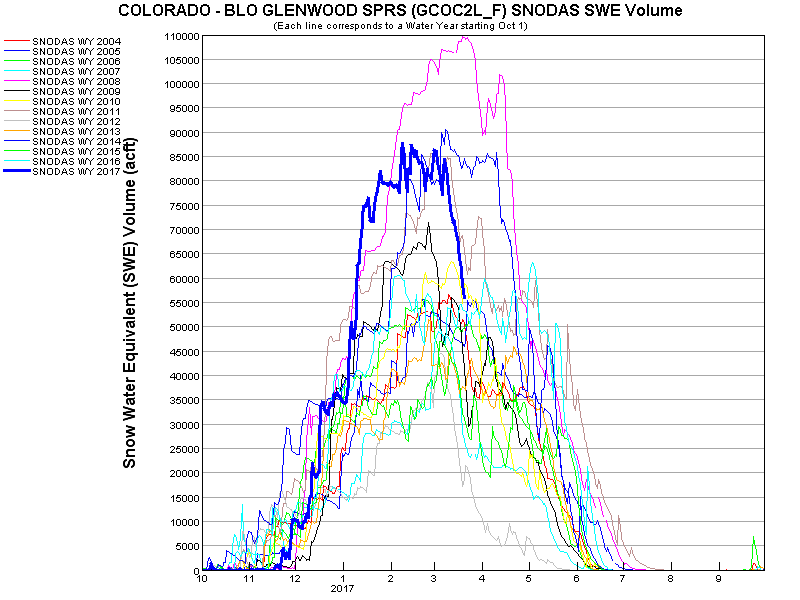 COLORADO - BLO GLENWOOD SPRS (GCOC2L_F) SNODAS SWE Volume
(Each line corresponds to a Water Year starting Oct 1)
SNODAS WY 2004
SNODAS WY 2005
SNODAS WY 2006
SNODAS WY 2007
SNODAS WY 2008
SNODAS WY 2009
SNODAS WY 2010
SNODAS WY 2011
SNODAS WY 2012
SNODAS WY 2013
SNODAS WY 2014
SNODAS WY 2015
SNODAS WY 2016
SNODAS WY 2017
Snow Water Equivalent (SWE) Volume (acft)
110000
105000
100000
95000
90000
85000
80000
75000
70000
65000
60000
55000
50000
45000
40000
35000
30000
25000
20000
15000
10000
5000
0
10 11 12 1 2 3 4 5 6 7 8 9
2017